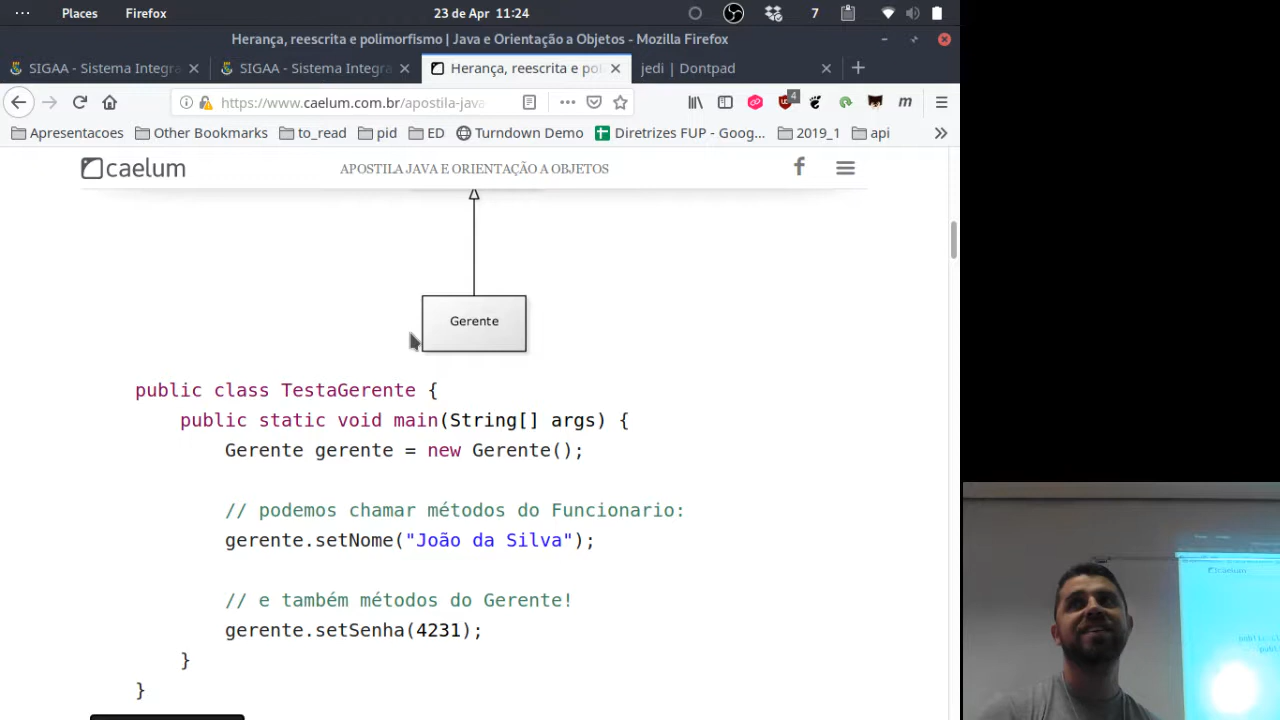 Places Firefox 23 de Apr 11:24 7
Herança, reescrita e polimorfismo | Java e Orientação a Objetos - Mozilla Firefox
SIGAA - Sistema Integra SIGAA - Sistema Integra Herança, reescrita e poli jedi | Dontpad
https://www.caelum.com.br/apostila-java 4
Apresentacoes Other Bookmarks to_read pid ED Turndown Demo Diretrizes FUP - Goog... 2019_1 api
caelum APOSTILA JAVA E ORIENTAÇÃO A OBJETOS
Gerente
public class TestaGerente {
public static void main(String[] args) {
Gerente gerente = new Gerente();
// podemos chamar métodos do Funcionario:
gerente.setNome("João da Silva");
// e também métodos do Gerente!
gerente.setSenha(4231);
}
}
caelum